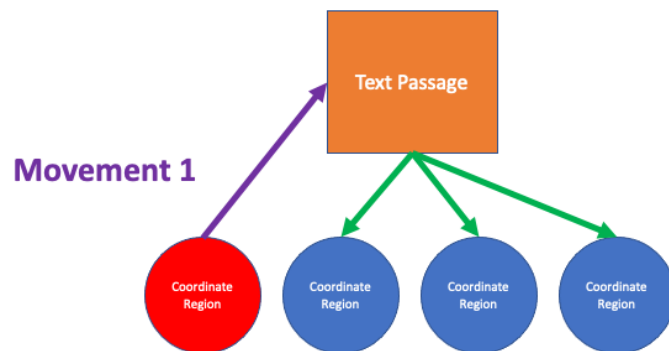 Text Passage
Movement 1
Coordinate
Region
Coordinate
Region
Coordinate
Region
Coordinate
Region